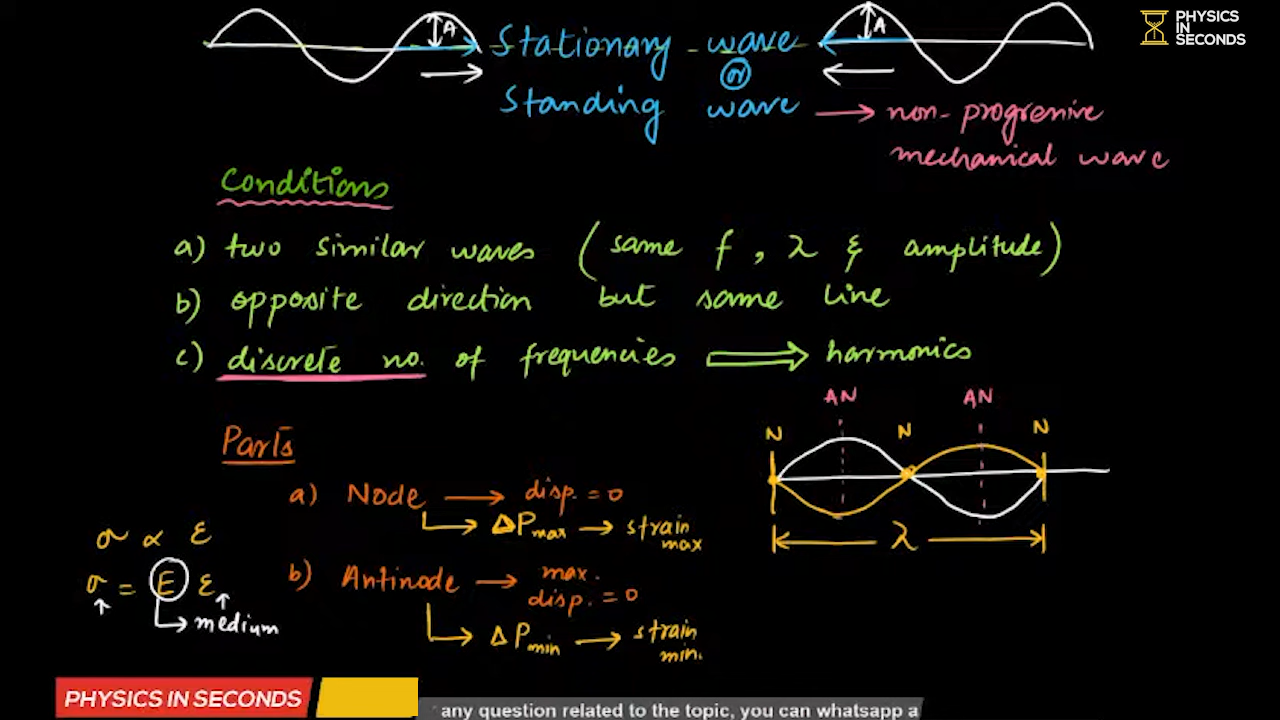 A
Stationary wave
A
PHYSICS
IN
SECONDS
or
Standing wave → non-progressive
mechanical wave
Conditions
a) two similar waves (same f, λ & amplitude)
b) opposite direction but same line
c) discrete no. of frequencies ⟹ harmonics
AN AN
N N N
Parts
a) Node → disp. = 0
↳ ΔPmax → strain max
λ
σ ∝ ε
σ = E ε
↳ medium
b) Antinode → max.
disp. = 0
↳ ΔPmin → strain min.
PHYSICS IN SECONDS
any question related to the topic, you can whatsapp a